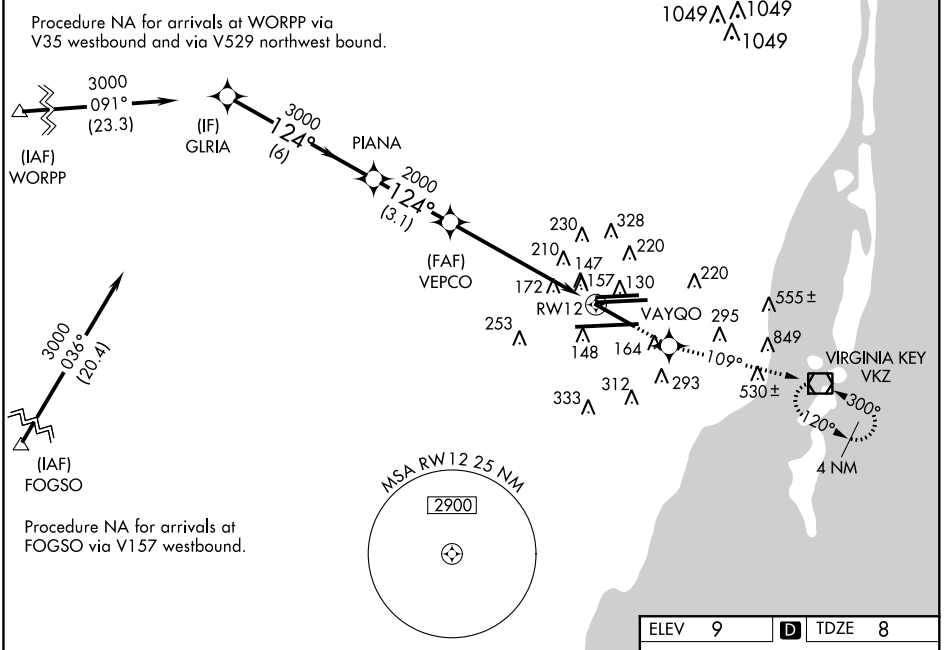 Procedure NA for arrivals at WORPP via
V35 westbound and via V529 northwest bound.
1049
1049
1049
3000
091°
(23.3)
(IAF)
WORPP
(IF)
GLRIA
3000
124°
(6)
PIANA
2000
124°
(3.1)
(FAF)
VEPCO
230
328
210
220
147
172
157
130
220
RW12
VAYQO
295
555±
253
148
164
849
109°
VIRGINIA KEY
VKZ
293
530±
333
312
300°
120°
4 NM
3000
036°
(20.4)
(IAF)
FOGSO
Procedure NA for arrivals at
FOGSO via V157 westbound.
MSA RW12 25 NM
2900
ELEV 9 D TDZE 8